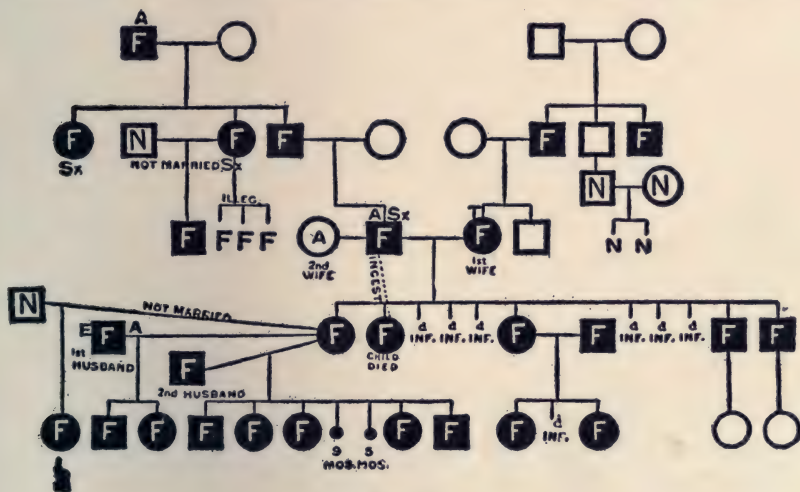 A
F
F F F F F
Sx N
NOT MARRIED Sx
ILLEG. N N
A Sx
F F F F A F F N N
2nd WIFE
1st WIFE
INCEST
N NOT MARRIED
E F A
1st HUSBAND
F F d d d F F d d d F F
CHILD DIED
INF. INF. INF. INF. INF. INF.
F
2nd HUSBAND
F F F F F F F F F d F
9 MOS. 5 MOS.
INF.